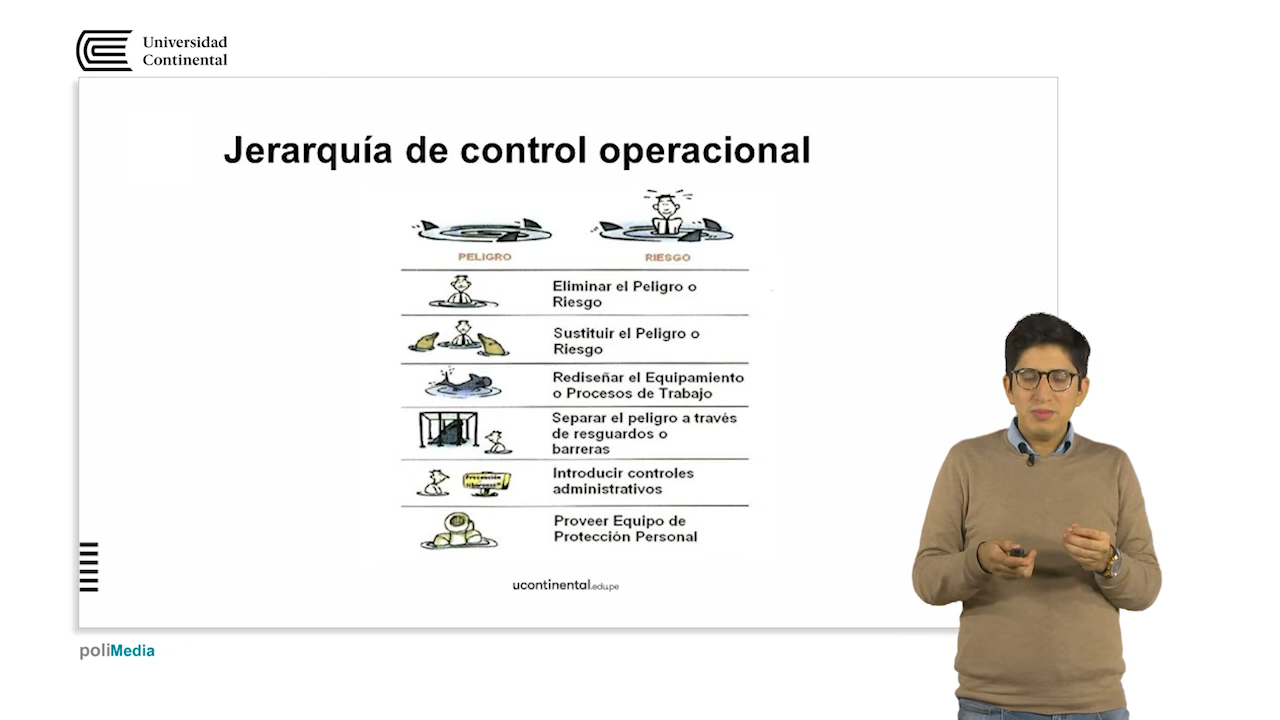 Universidad
Continental
Jerarquía de control operacional
PELIGRO
RIESGO
Eliminar el Peligro o
Riesgo
Sustituir el Peligro o
Riesgo
Rediseñar el Equipamiento
o Procesos de Trabajo
Separar el peligro a través
de resguardos o
barreras
Introducir controles
administrativos
Proveer Equipo de
Protección Personal
ucontinental.edu.pe
poliMedia